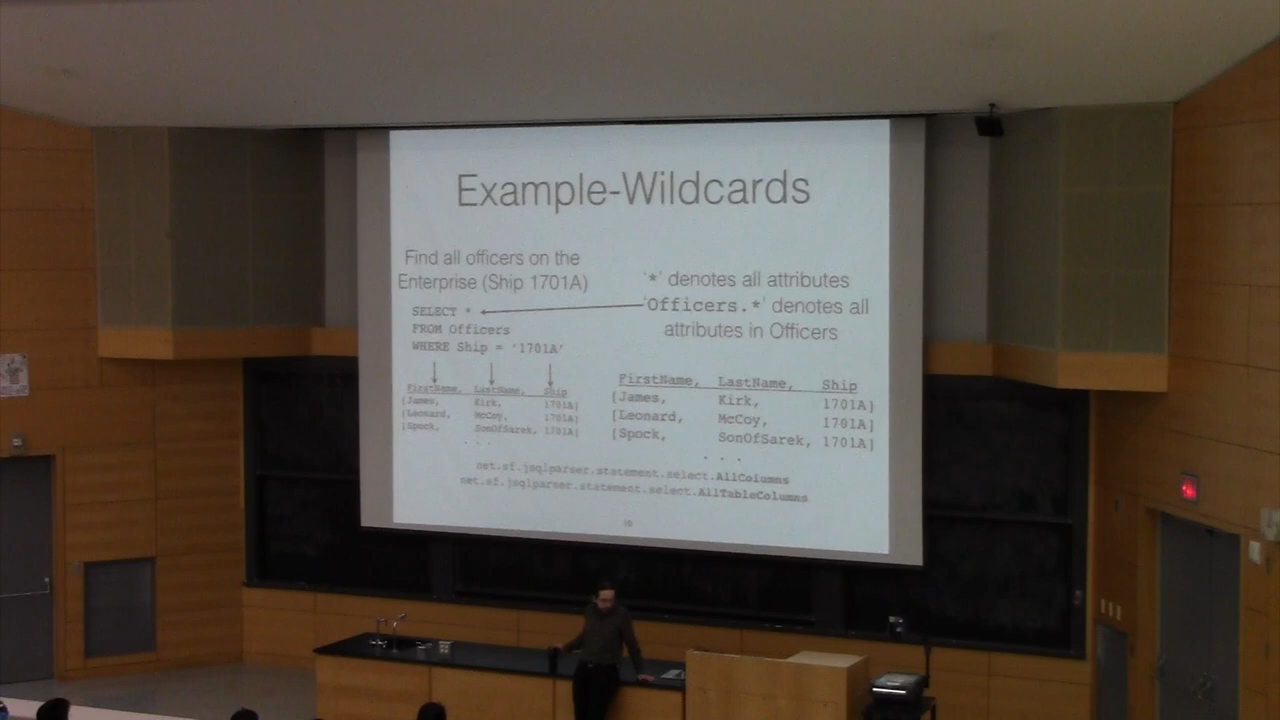 Example-Wildcards
Find all officers on the
Enterprise (Ship 1701A)
SELECT *
FROM Officers
WHERE Ship = '1701A'
FirstName, LastName, Ship
[James, Kirk, 1701A]
[Leonard, McCoy, 1701A]
[Spock, SonOfSarek, 1701A]
. . .
'*' denotes all attributes
'Officers.*' denotes all
attributes in Officers
FirstName, LastName, Ship
[James, Kirk, 1701A]
[Leonard, McCoy, 1701A]
[Spock, SonOfSarek, 1701A]
. . .
net.sf.jsqlparser.statement.select.AllColumns
net.sf.jsqlparser.statement.select.AllTableColumns